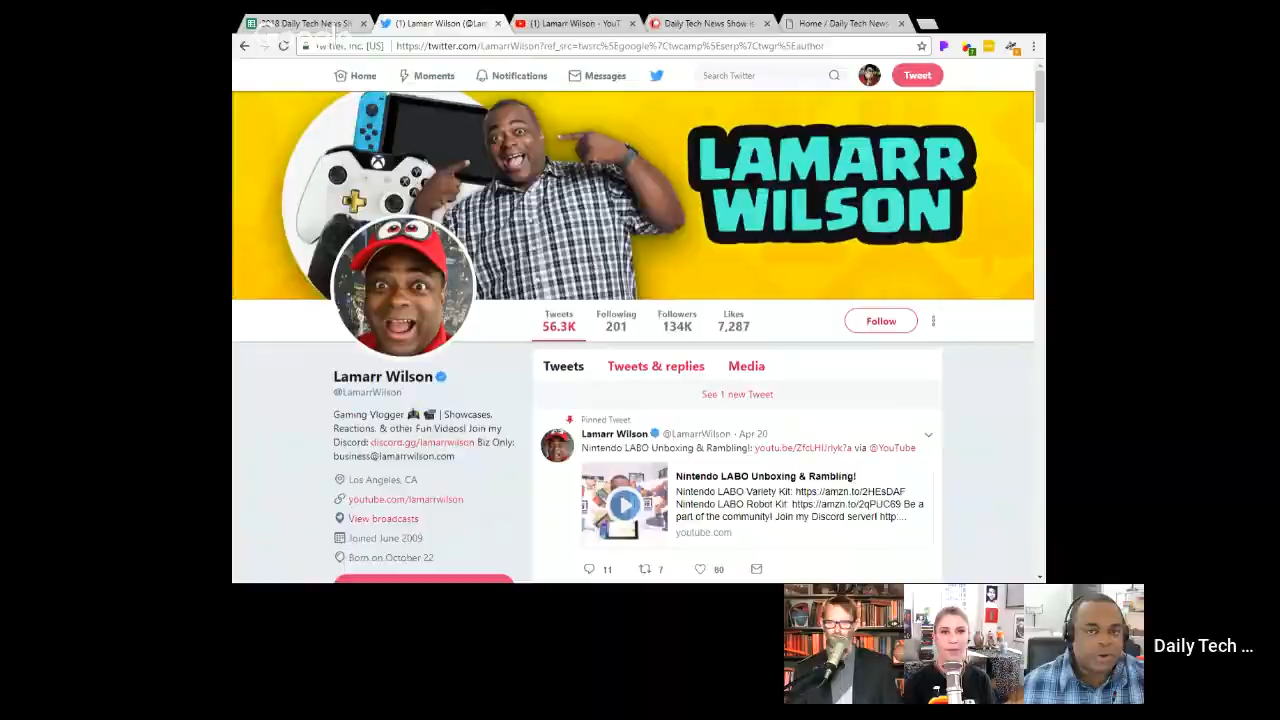 2018 Daily Tech News Sh
(1) Lamarr Wilson (@Lam
(1) Lamarr Wilson - YouT
Daily Tech News Show is
Home / Daily Tech News
Twitter, Inc. [US]
https://twitter.com/LamarrWilson?ref_src=twsrc%5Egoogle%7Ctwcamp%5Eserp%7Ctwgr%5Eauthor
Home
Moments
Notifications
Messages
Search Twitter
Tweet
LAMARR
WILSON
Tweets
Following
Followers
Likes
56.3K
201
134K
7,287
Follow
Lamarr Wilson
@LamarrWilson
Gaming Vlogger | Showcases,
Reactions, & other Fun Videos! Join my
Discord: discord.gg/lamarrwilson Biz Only:
business@lamarrwilson.com
Los Angeles, CA
youtube.com/lamarrwilson
View broadcasts
Joined June 2009
Born on October 22
Tweets
Tweets & replies
Media
See 1 new Tweet
Pinned Tweet
Lamarr Wilson @LamarrWilson · Apr 20
Nintendo LABO Unboxing & Rambling!: via @YouTube
Nintendo LABO Unboxing & Rambling!
Nintendo LABO Variety Kit: https://amzn.to/2HEsDAF
Nintendo LABO Robot Kit: https://amzn.to/2qPUC69 Be a
part of the community! Join my Discord server! http:...
youtube.com
11
7
80
Daily Tech ...